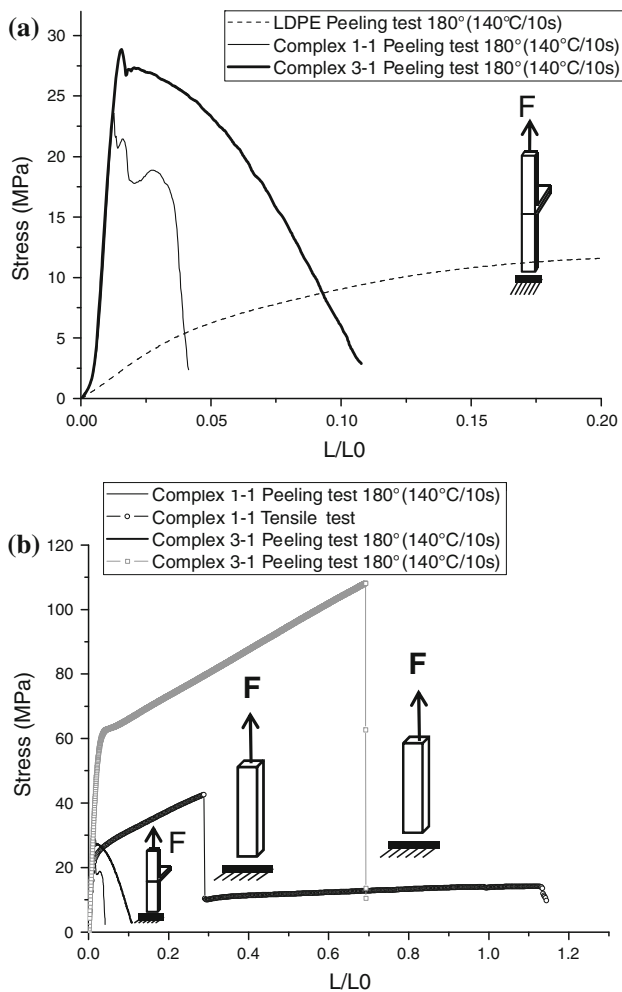 (a)
LDPE Peeling test 180°(140°C/10s)
Complex 1-1 Peeling test 180°(140°C/10s)
Complex 3-1 Peeling test 180°(140°C/10s)
30
25
20
15
10
5
0
Stress (MPa)
F
0.00 0.05 0.10 0.15 0.20
L/L0
(b)
Complex 1-1 Peeling test 180°(140°C/10s)
Complex 1-1 Tensile test
Complex 3-1 Peeling test 180°(140°C/10s)
Complex 3-1 Peeling test 180°(140°C/10s)
120
100
80
60
40
20
0
Stress (MPa)
F
F
F
0.0 0.2 0.4 0.6 0.8 1.0 1.2
L/L0